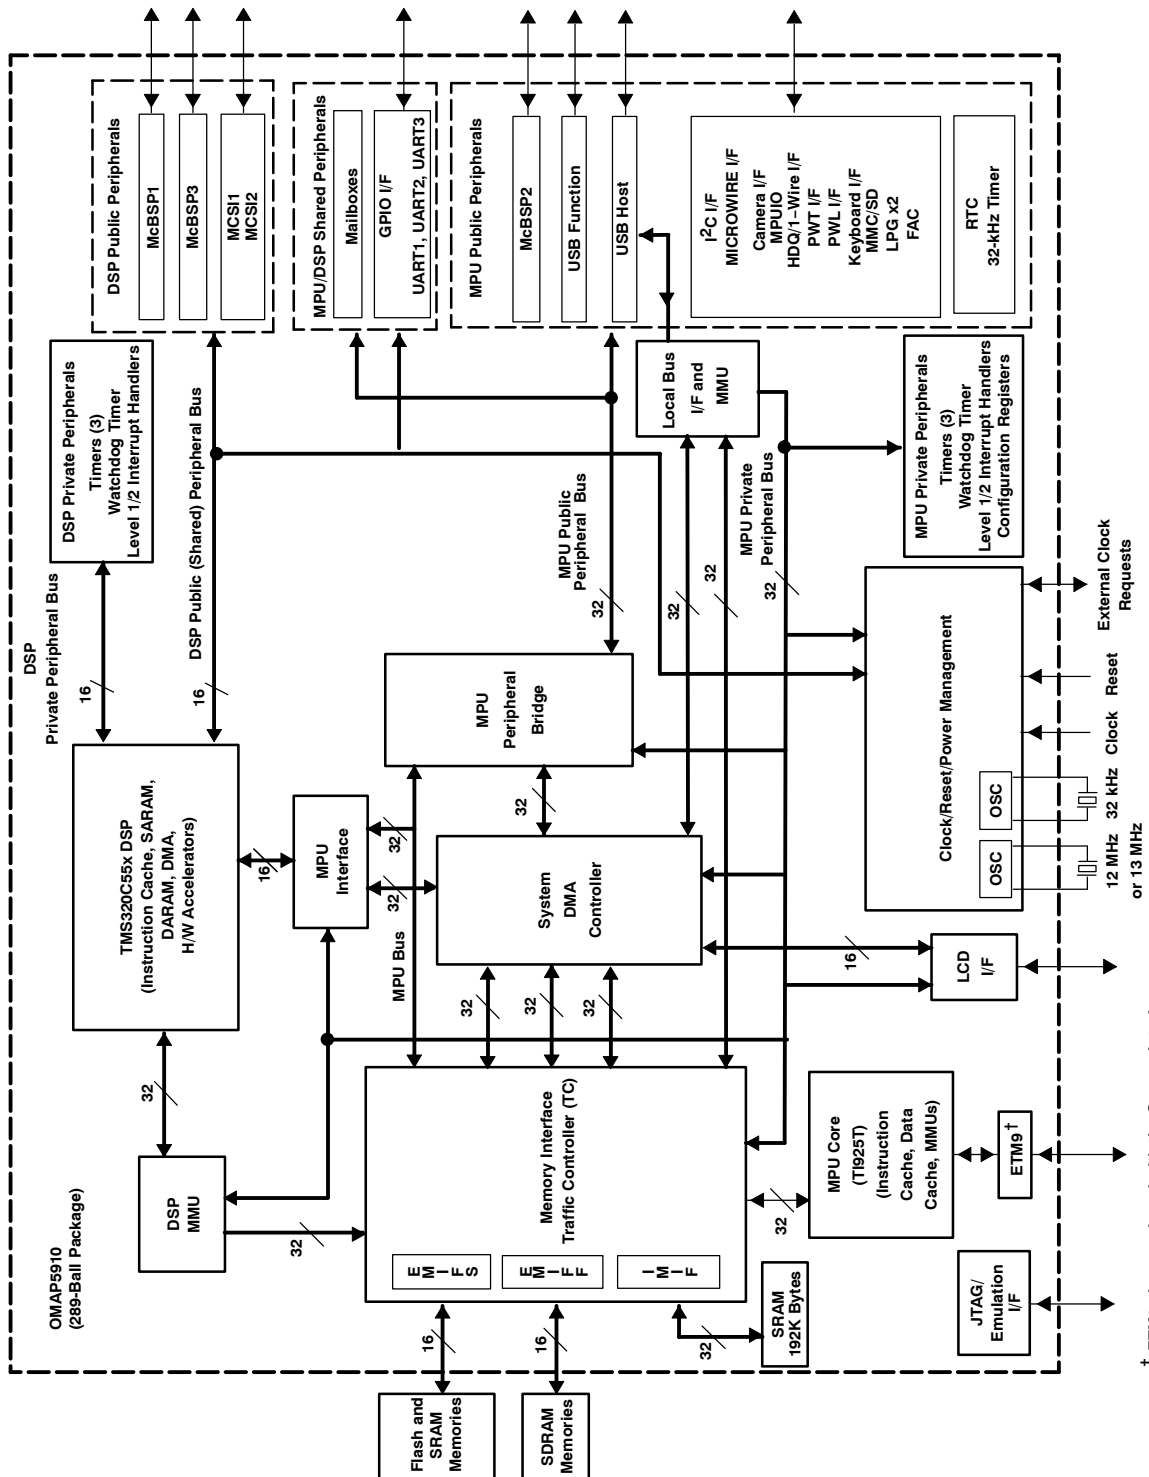 OMAP5910
(289-Ball Package)
DSP
MMU
32
32
TMS320C55x DSP
(Instruction Cache, SARAM,
DARAM, DMA,
H/W Accelerators)
DSP
Private Peripheral Bus
16
16
DSP Public (Shared) Peripheral Bus
DSP Private Peripherals
Timers (3)
Watchdog Timer
Level 1/2 Interrupt Handlers
DSP Public Peripherals
McBSP1
McBSP3
MCSI1
MCSI2
MPU/DSP Shared Peripherals
Mailboxes
GPIO I/F
UART1, UART2, UART3
MPU Public Peripherals
McBSP2
USB Function
USB Host
I2C I/F
MICROWIRE I/F
Camera I/F
MPUIO
HDQ/1-Wire I/F
PWT I/F
PWL I/F
Keyboard I/F
MMC/SD
LPG x2
FAC
RTC
32-kHz Timer
16
MPU
Interface
32
32
MPU Bus
MPU
Peripheral
Bridge
32
32
MPU Public
Peripheral Bus
System
DMA
Controller
32
32
32
32
32
MPU Private
Peripheral Bus
32
Local Bus
I/F and
MMU
Flash and
SRAM
Memories
SDRAM
Memories
16
16
32
Memory Interface
Traffic Controller (TC)
EMIFS
EMIFF
IMIF
SRAM
192K Bytes
32
MPU Core
(TI925T)
(Instruction
Cache, Data
Cache, MMUs)
ETM9†
JTAG/
Emulation
I/F
16
LCD
I/F
Clock/Reset/Power Management
OSC
OSC
12 MHz
or 13 MHz
32 kHz
Clock
Reset
External Clock
Requests
MPU Private Peripherals
Timers (3)
Watchdog Timer
Level 1/2 Interrupt Handlers
Configuration Registers
†